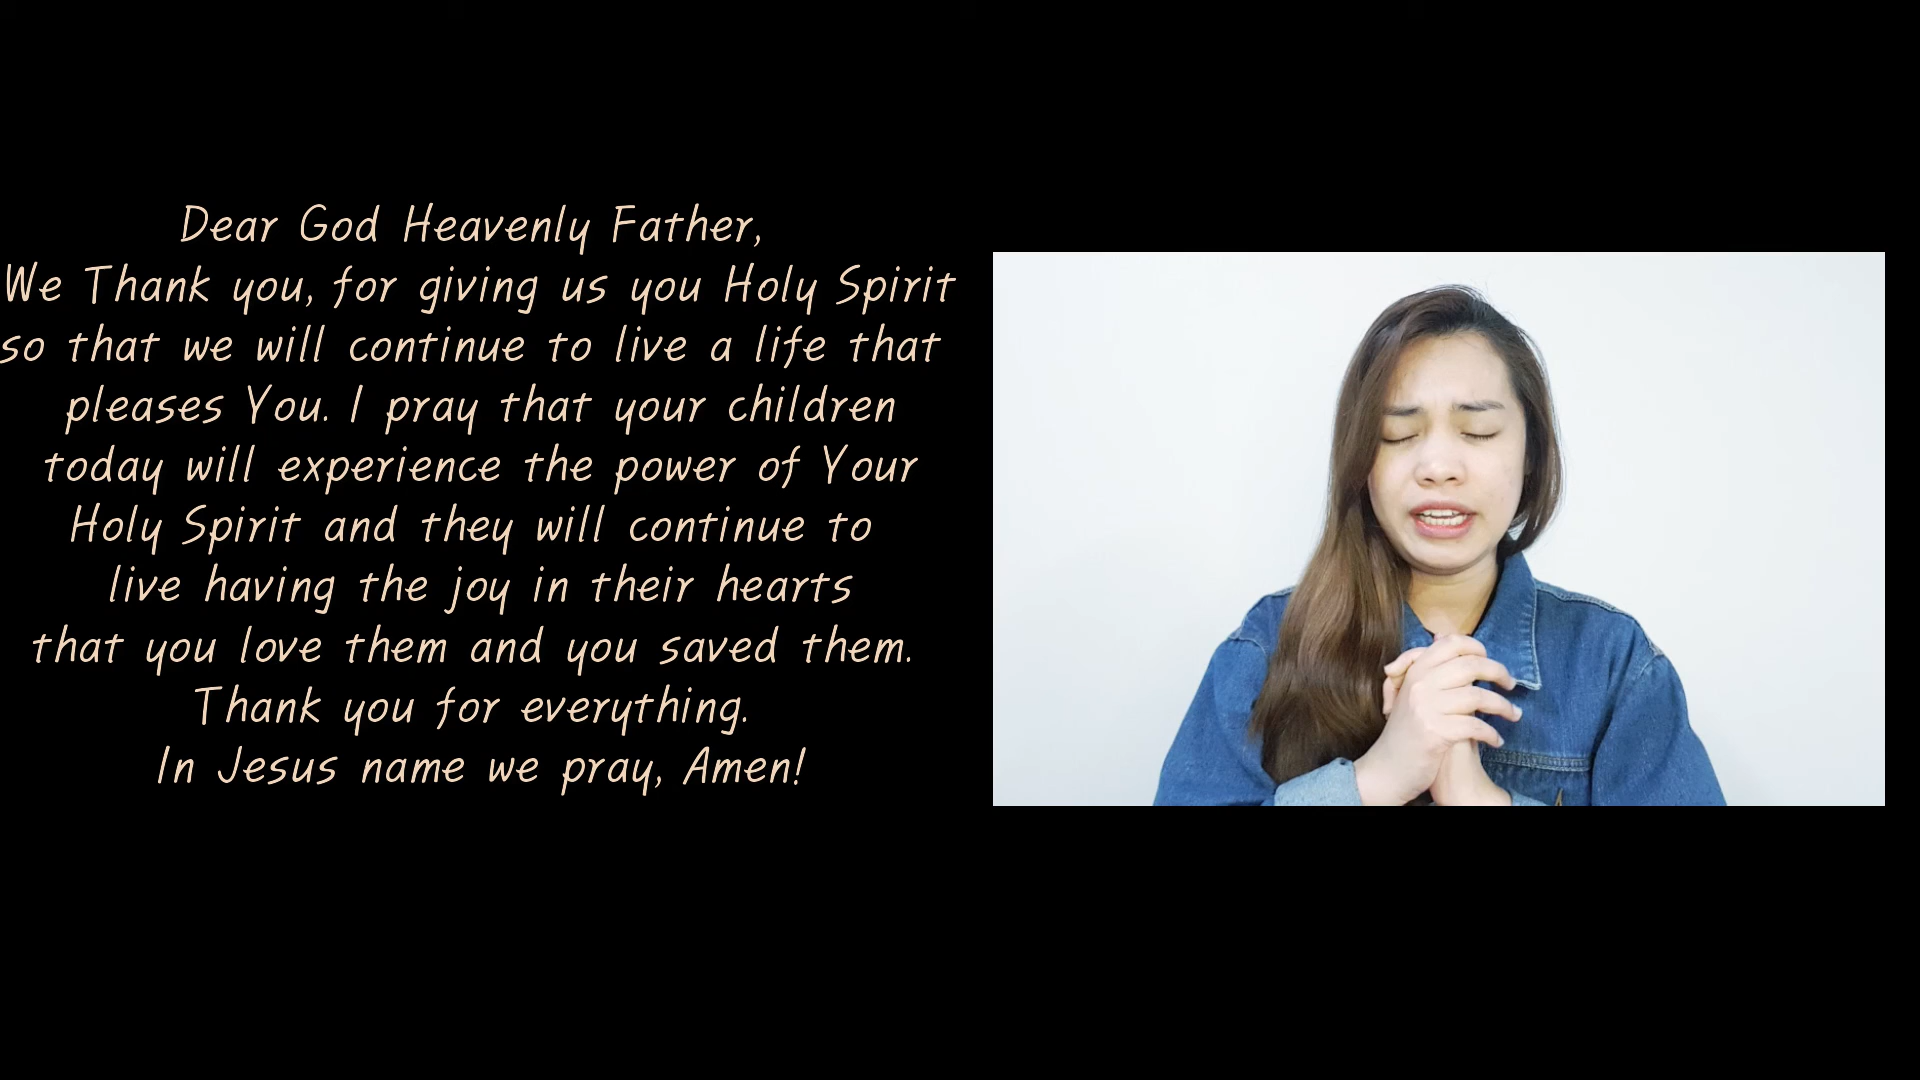 Dear God Heavenly Father,
We Thank you, for giving us you Holy Spirit
so that we will continue to live a life that
pleases You. I pray that your children
today will experience the power of Your
Holy Spirit and they will continue to
live having the joy in their hearts
that you love them and you saved them.
Thank you for everything.
In Jesus name we pray, Amen!